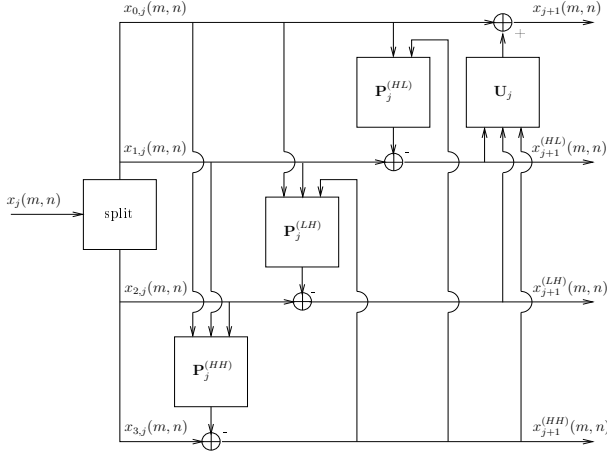 x_{0,j}(m,n) x_{j+1}(m,n)
+
P_j^{(HL)} U_j
x_{1,j}(m,n) - x_{j+1}^{(HL)}(m,n)
x_j(m,n) split
P_j^{(LH)}
x_{2,j}(m,n) - x_{j+1}^{(LH)}(m,n)
P_j^{(HH)}
x_{3,j}(m,n) - x_{j+1}^{(HH)}(m,n)